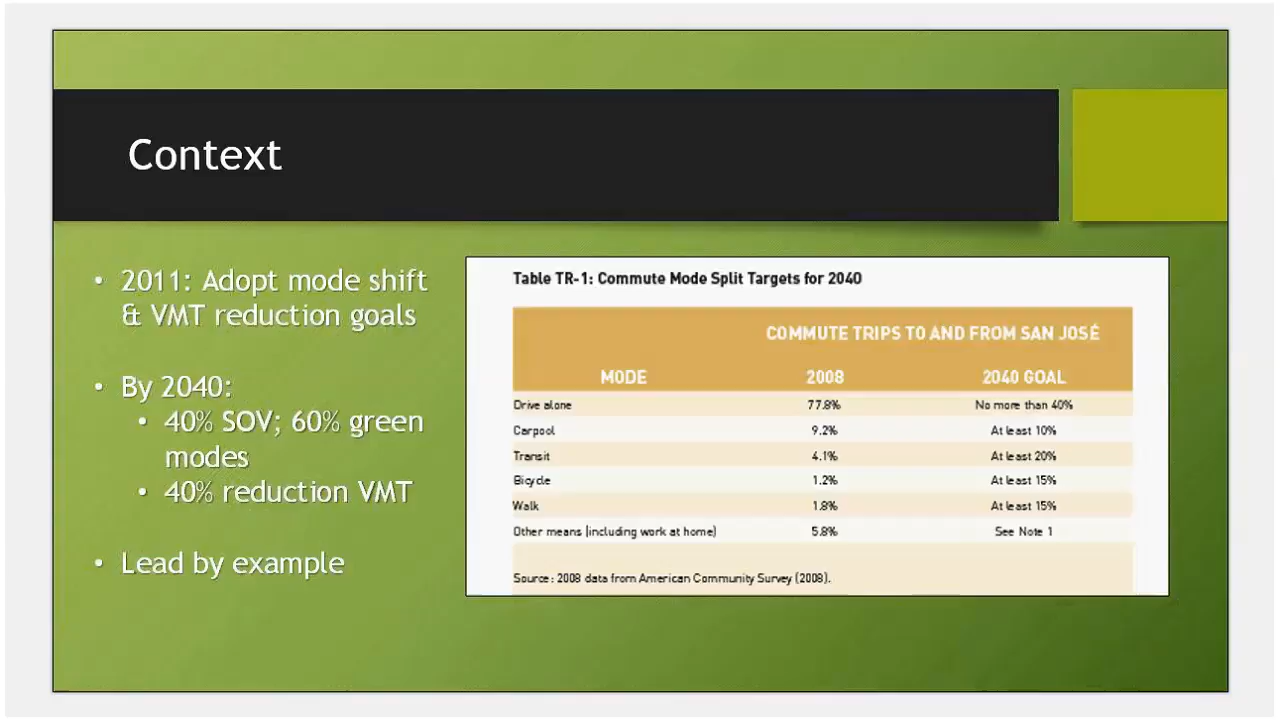 Context
• 2011: Adopt mode shift
& VMT reduction goals
• By 2040:
• 40% SOV; 60% green
modes
• 40% reduction VMT
• Lead by example
Table TR-1: Commute Mode Split Targets for 2040
COMMUTE TRIPS TO AND FROM SAN JOSÉ
MODE 2008 2040 GOAL
Drive alone 77.8% No more than 40%
Carpool 9.2% At least 10%
Transit 4.1% At least 20%
Bicycle 1.2% At least 15%
Walk 1.8% At least 15%
Other means (including work at home) 5.8% See Note 1
Source: 2008 data from American Community Survey (2008).